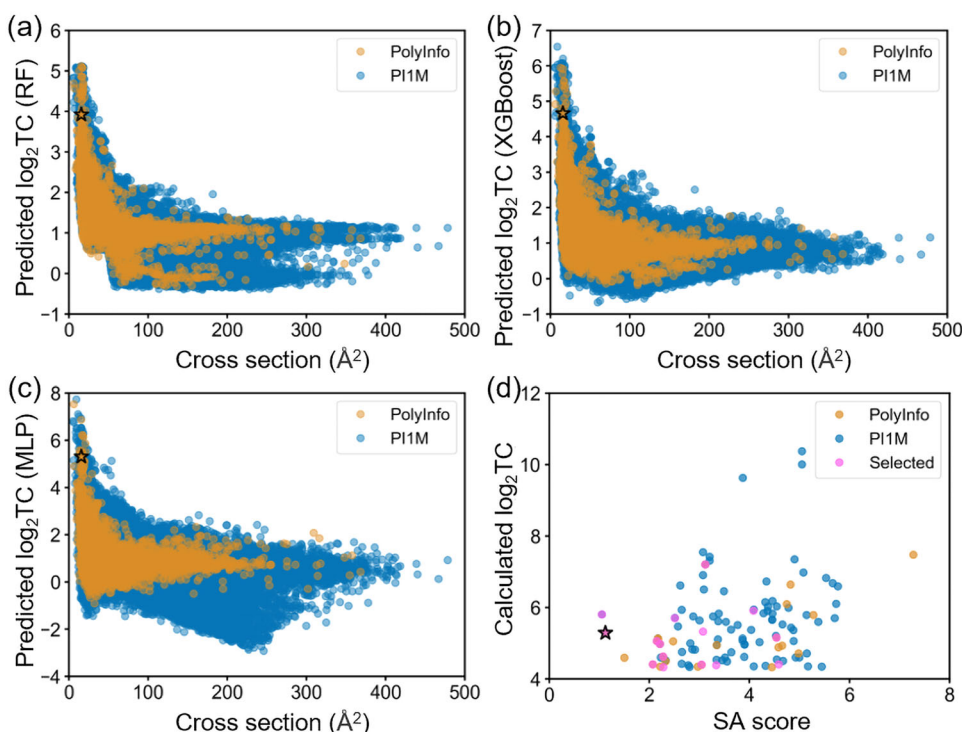 (a)
6
5
4
3
2
1
0
−1
Predicted log₂TC (RF)
PolyInfo
PI1M
0 100 200 300 400 500
Cross section (Å²)
(b)
7
6
5
4
3
2
1
0
−1
Predicted log₂TC (XGBoost)
PolyInfo
PI1M
0 100 200 300 400 500
Cross section (Å²)
(c)
8
6
4
2
0
−2
−4
Predicted log₂TC (MLP)
PolyInfo
PI1M
0 100 200 300 400 500
Cross section (Å²)
(d)
12
10
8
6
4
Calculated log₂TC
PolyInfo
PI1M
Selected
0 2 4 6 8
SA score